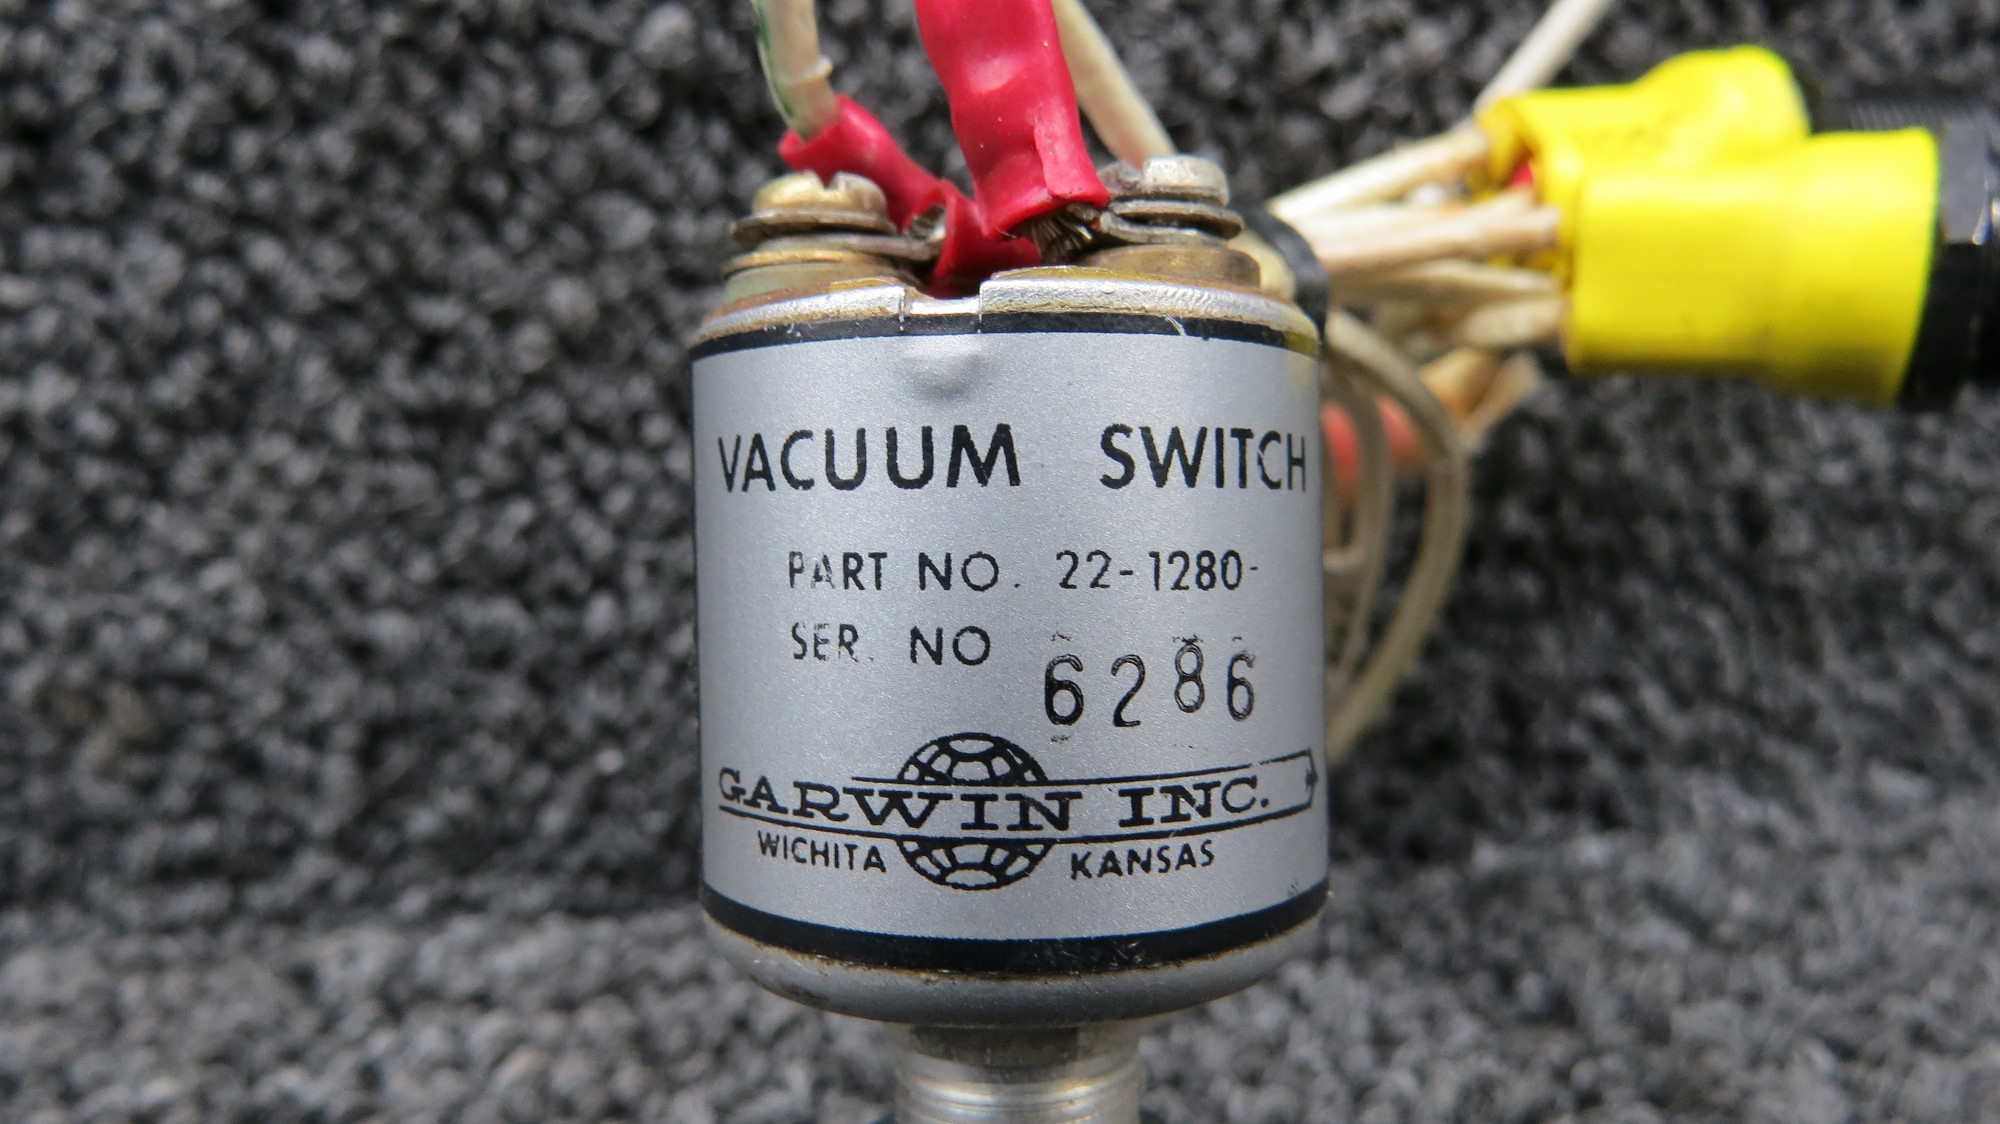 VACUUM SWITCH
PART NO. 22-1280-
SER. NO 6286
GARWIN INC.
WICHITA KANSAS